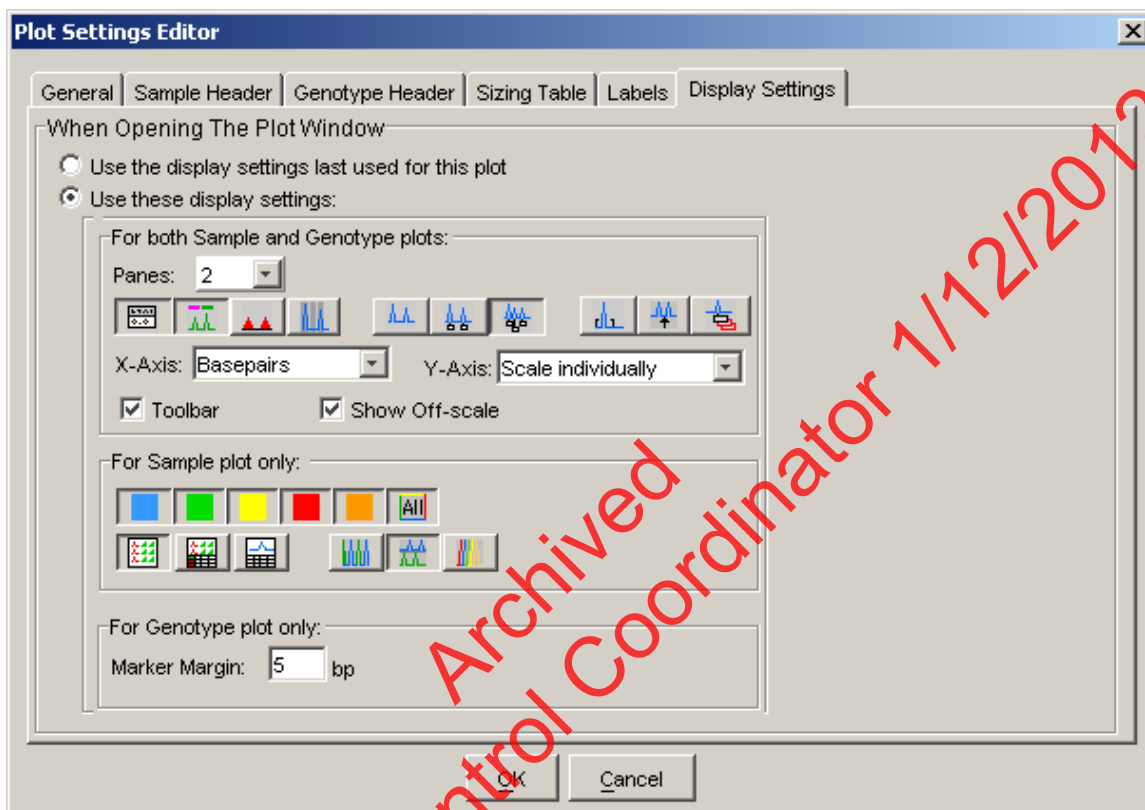 Plot Settings Editor
General Sample Header Genotype Header Sizing Table Labels Display Settings
When Opening The Plot Window
Use the display settings last used for this plot
Use these display settings:
For both Sample and Genotype plots:
Panes: 2
X-Axis: Basepairs Y-Axis: Scale individually
Toolbar Show Off-scale
For Sample plot only:
All
For Genotype plot only:
Marker Margin: 5 bp
OK Cancel
Archived
ntrol Coordinator 1/12/2012